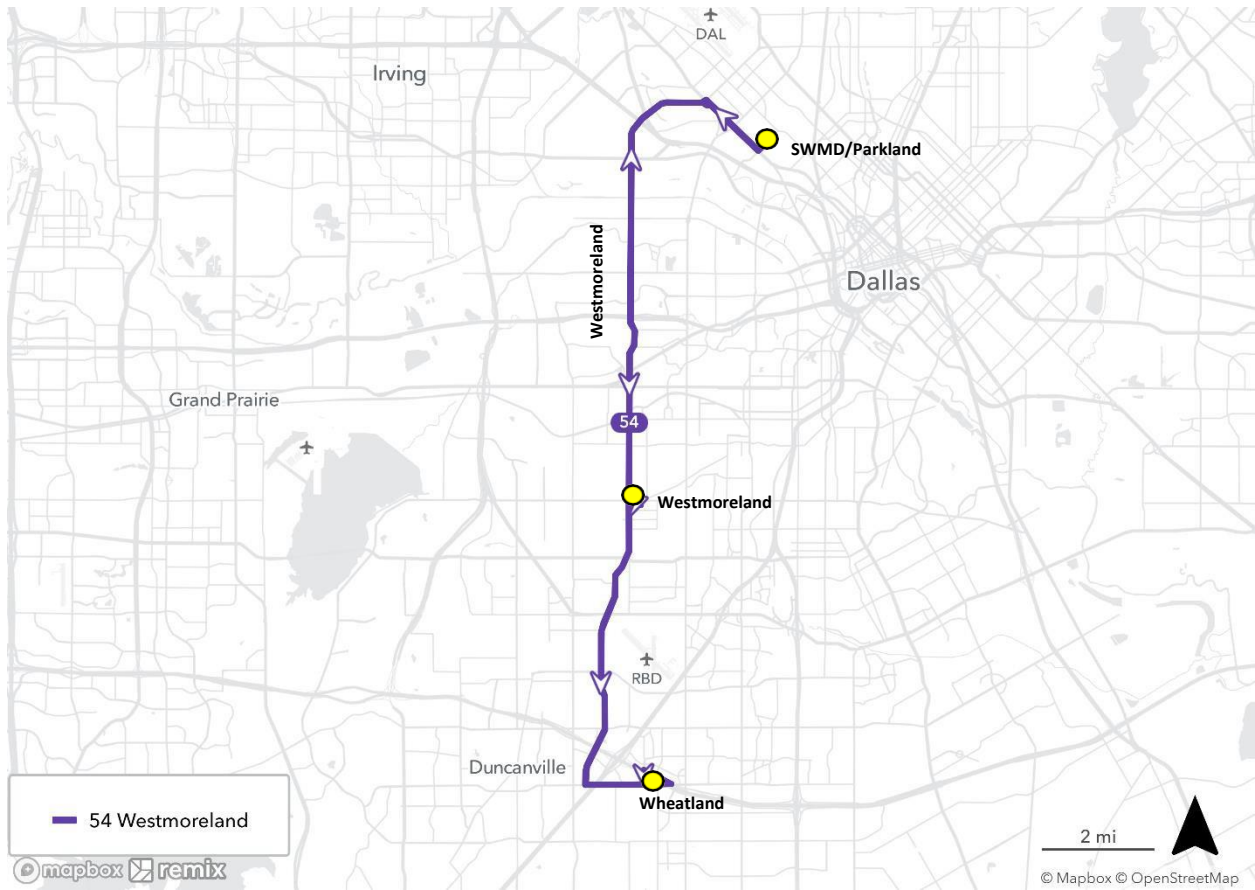 DAL
Irving
SWMD/Parkland
Westmoreland
Dallas
Grand Prairie
54
Westmoreland
RBD
Duncanville
Wheatland
54 Westmoreland
2 mi
mapbox remix
© Mapbox © OpenStreetMap